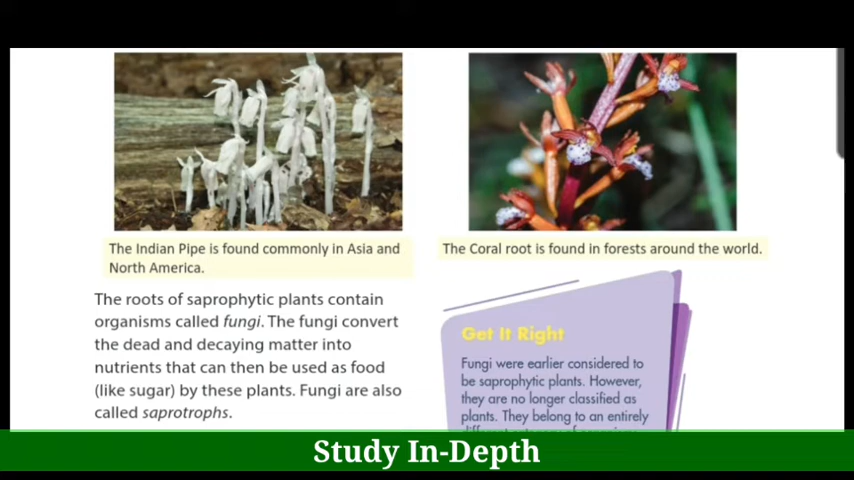 The Indian Pipe is found commonly in Asia and
North America.
The Coral root is found in forests around the world.
The roots of saprophytic plants contain
organisms called fungi. The fungi convert
the dead and decaying matter into
nutrients that can then be used as food
(like sugar) by these plants. Fungi are also
called saprotrophs.
Get It Right
Fungi were earlier considered to
be saprophytic plants. However,
they are no longer classified as
plants. They belong to an entirely
Study In-Depth